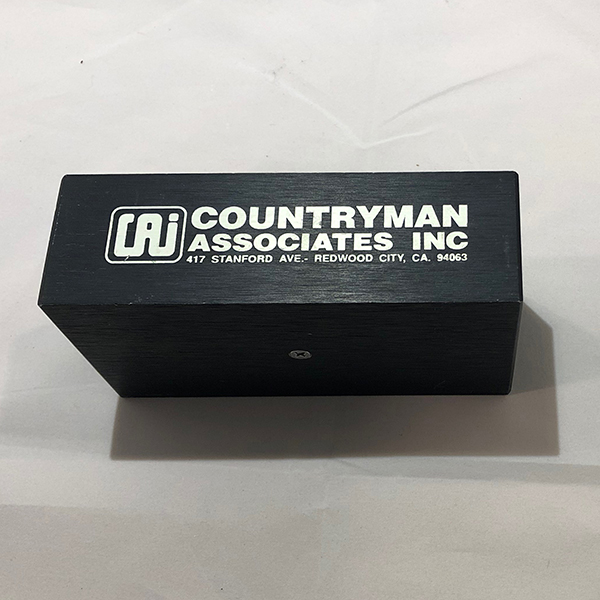 CAI
COUNTRYMAN
ASSOCIATES INC
417 STANFORD AVE.- REDWOOD CITY, CA. 94063